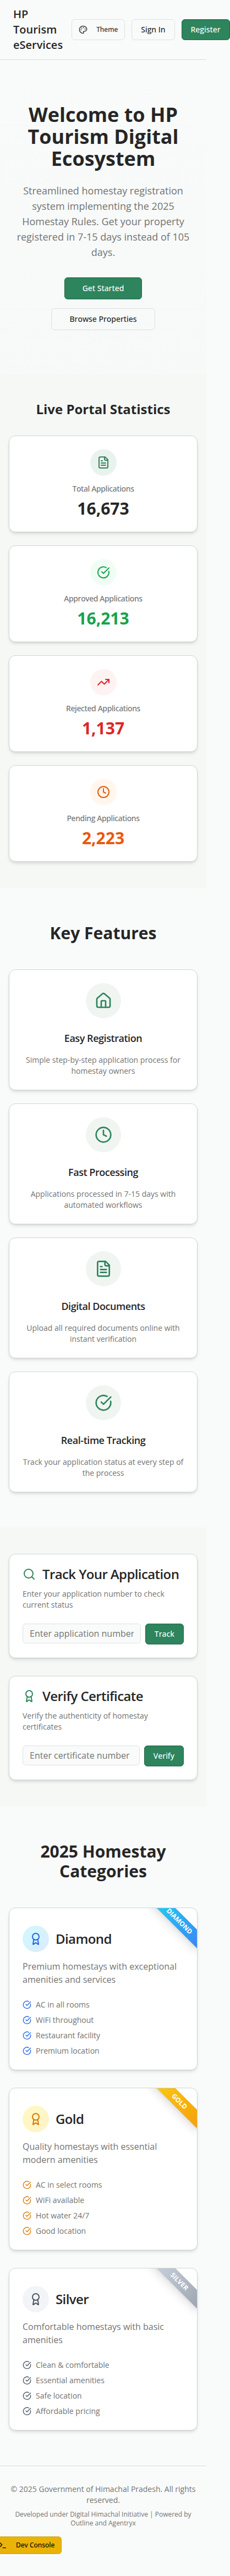 HP
Tourism
eServices
Theme
Sign In
Register
Welcome to HP
Tourism Digital
Ecosystem
Streamlined homestay registration
system implementing the 2025
Homestay Rules. Get your property
registered in 7-15 days instead of 105
days.
Get Started
Browse Properties
Live Portal Statistics
Total Applications
16,673
Approved Applications
16,213
Rejected Applications
1,137
Pending Applications
2,223
Key Features
Easy Registration
Simple step-by-step application process for
homestay owners
Fast Processing
Applications processed in 7-15 days with
automated workflows
Digital Documents
Upload all required documents online with
instant verification
Real-time Tracking
Track your application status at every step of
the process
Track Your Application
Enter your application number to check
current status
Enter application number
Track
Verify Certificate
Verify the authenticity of homestay
certificates
Enter certificate number
Verify
2025 Homestay
Categories
DIAMOND
Diamond
Premium homestays with exceptional
amenities and services
AC in all rooms
WiFi throughout
Restaurant facility
Premium location
GOLD
Gold
Quality homestays with essential
modern amenities
AC in select rooms
WiFi available
Hot water 24/7
Good location
SILVER
Silver
Comfortable homestays with basic
amenities
Clean & comfortable
Essential amenities
Safe location
Affordable pricing
© 2025 Government of Himachal Pradesh. All rights
reserved.
Developed under Digital Himachal Initiative | Powered by
Outline and Agentryx
Dev Console